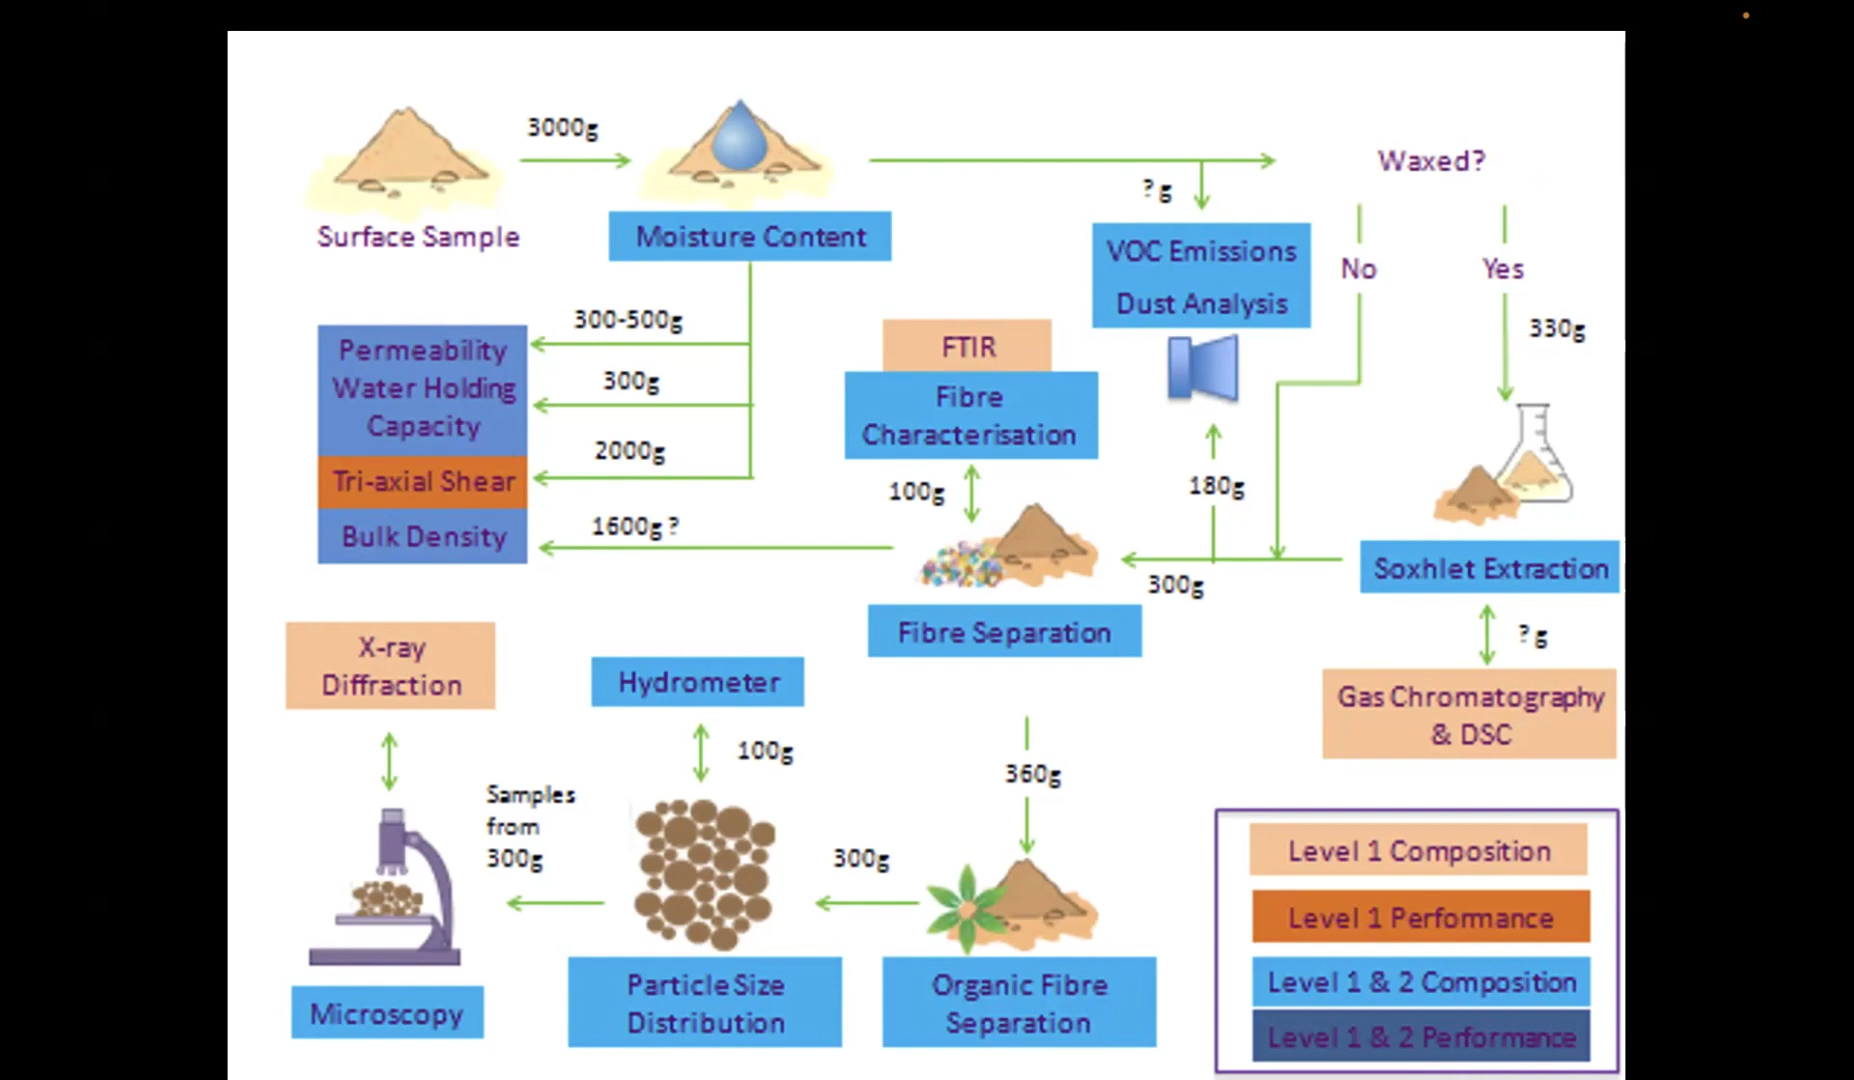 3000g
Surface Sample
Moisture Content
? g
Waxed?
VOC Emissions
Dust Analysis
No
Yes
330g
300-500g
300g
2000g
1600g ?
Permeability
Water Holding
Capacity
Tri-axial Shear
Bulk Density
FTIR
Fibre
Characterisation
100g
180g
300g
Soxhlet Extraction
? g
Gas Chromatography
& DSC
Fibre Separation
X-ray
Diffraction
Hydrometer
100g
360g
Samples
from
300g
300g
Microscopy
Particle Size
Distribution
Organic Fibre
Separation
Level 1 Composition
Level 1 Performance
Level 1 & 2 Composition
Level 1 & 2 Performance